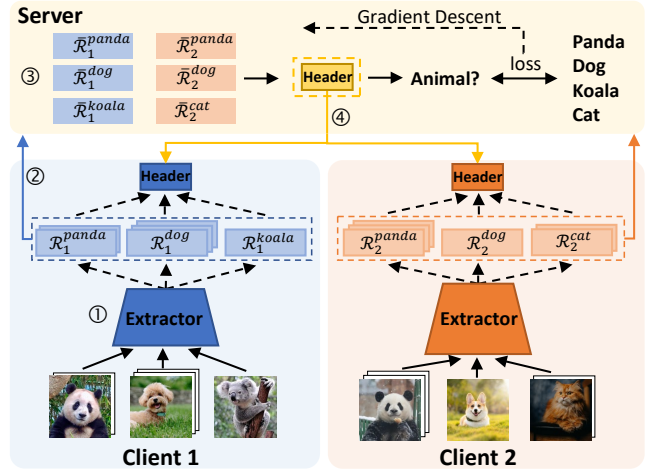 Server
Gradient Descent
③
R̄₁^panda R̄₂^panda
R̄₁^dog R̄₂^dog
R̄₁^koala R̄₂^cat
Header
Animal?
loss
Panda
Dog
Koala
Cat
④
②
Header
R₁^panda R₁^dog R₁^koala
①
Extractor
Client 1
Header
R₂^panda R₂^dog R₂^cat
Extractor
Client 2